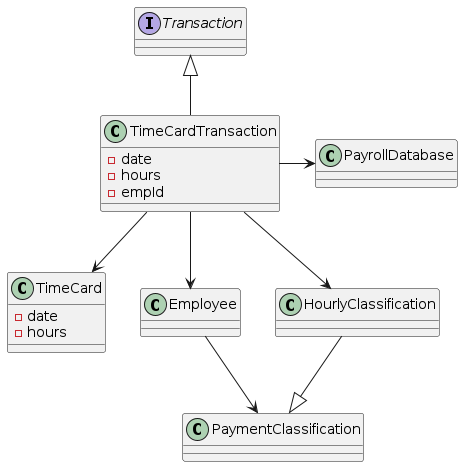 I Transaction
C TimeCardTransaction
date
hours
empId
C PayrollDatabase
C TimeCard
date
hours
C Employee
C HourlyClassification
C PaymentClassification